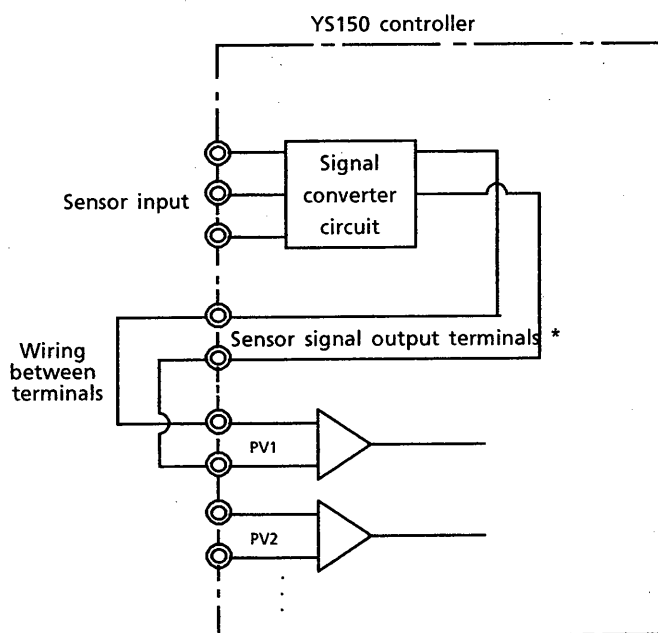 YS150 controller
Signal
converter
circuit
Sensor input
Sensor signal output terminals *
Wiring
between
terminals
PV1
PV2